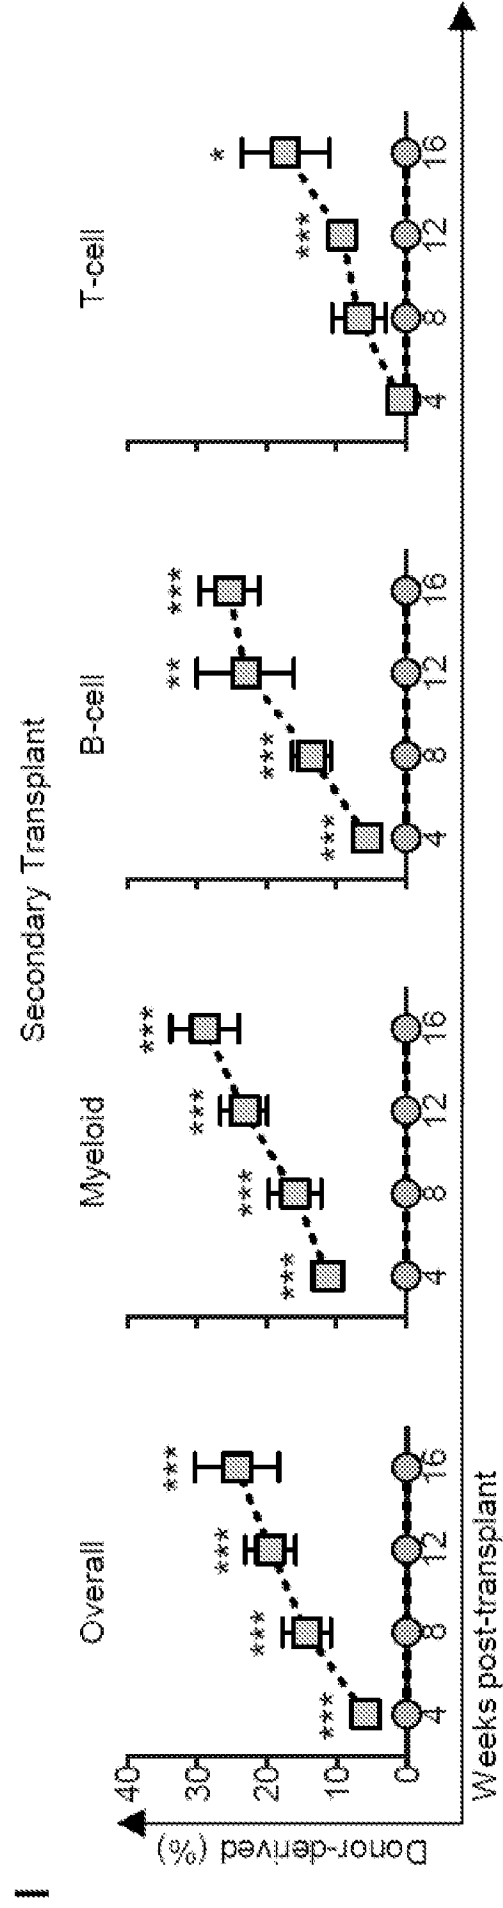 I
Secondary Transplant
Overall
Myeloid
B-cell
T-cell
Donor-derived (%)
40
30
20
10
0
*** *** *** ***
*** *** *** ***
*** *** ** ***
*** *
4 8 12 16
4 8 12 16
4 8 12 16
4 8 12 16
Weeks post-transplant